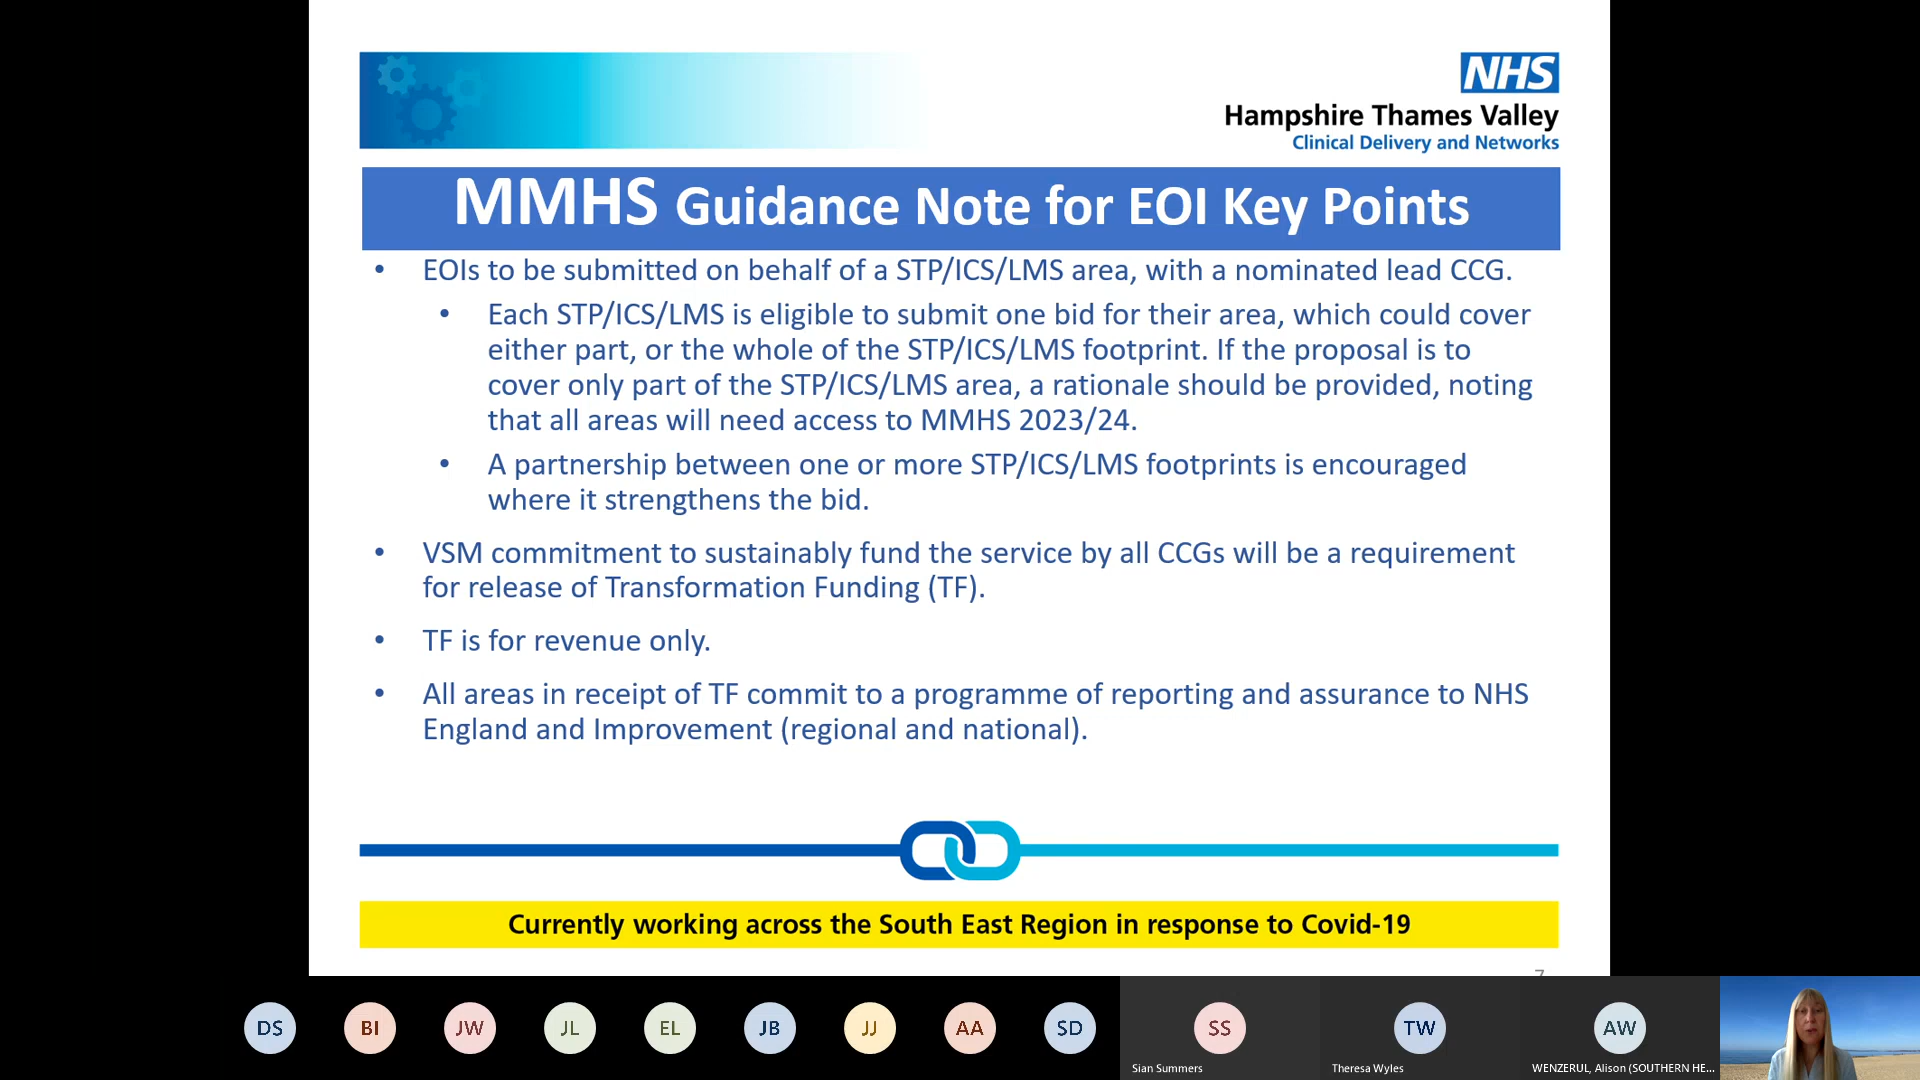 NHS
Hampshire Thames Valley
Clinical Delivery and Networks
MMHS Guidance Note for EOI Key Points
• EOIs to be submitted on behalf of a STP/ICS/LMS area, with a nominated lead CCG.
• Each STP/ICS/LMS is eligible to submit one bid for their area, which could cover
either part, or the whole of the STP/ICS/LMS footprint. If the proposal is to
cover only part of the STP/ICS/LMS area, a rationale should be provided, noting
that all areas will need access to MMHS 2023/24.
• A partnership between one or more STP/ICS/LMS footprints is encouraged
where it strengthens the bid.
• VSM commitment to sustainably fund the service by all CCGs will be a requirement
for release of Transformation Funding (TF).
• TF is for revenue only.
• All areas in receipt of TF commit to a programme of reporting and assurance to NHS
England and Improvement (regional and national).
Currently working across the South East Region in response to Covid-19
7
DS BI JW JL EL JB JJ AA SD SS TW AW
Sian Summers Theresa Wyles WENZERUL, Alison (SOUTHERN HE...